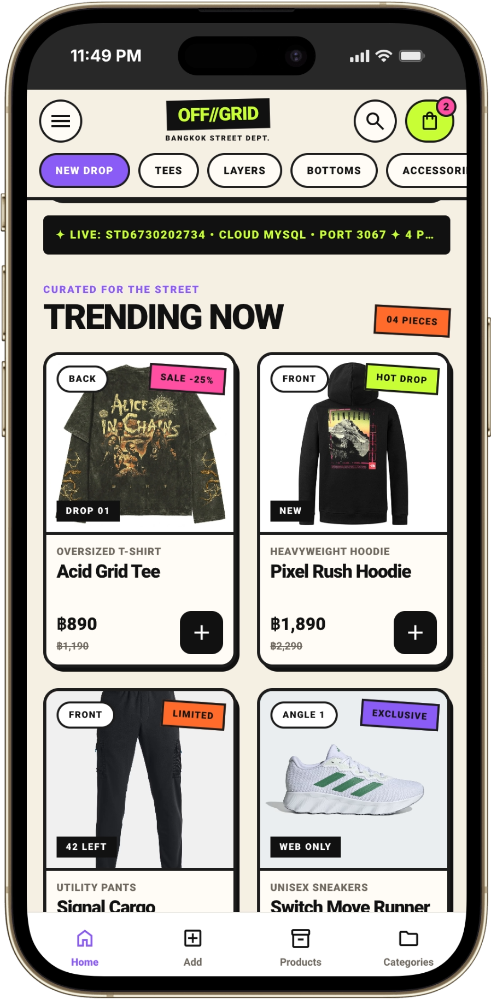 11:49 PM
OFF//GRID
BANGKOK STREET DEPT.
2
NEW DROP
TEES
LAYERS
BOTTOMS
ACCESSORI
✦ LIVE: STD6730202734 • CLOUD MYSQL • PORT 3067 ✦ 4 P...
CURATED FOR THE STREET
TRENDING NOW
04 PIECES
BACK
SALE -25%
ALICE
IN CHAINS
DIRT
DROP 01
OVERSIZED T-SHIRT
Acid Grid Tee
฿890
฿1,190
FRONT
HOT DROP
NEW
HEAVYWEIGHT HOODIE
Pixel Rush Hoodie
฿1,890
฿2,290
FRONT
LIMITED
42 LEFT
UTILITY PANTS
Signal Cargo
ANGLE 1
EXCLUSIVE
WEB ONLY
UNISEX SNEAKERS
Switch Move Runner
Home
Add
Products
Categories